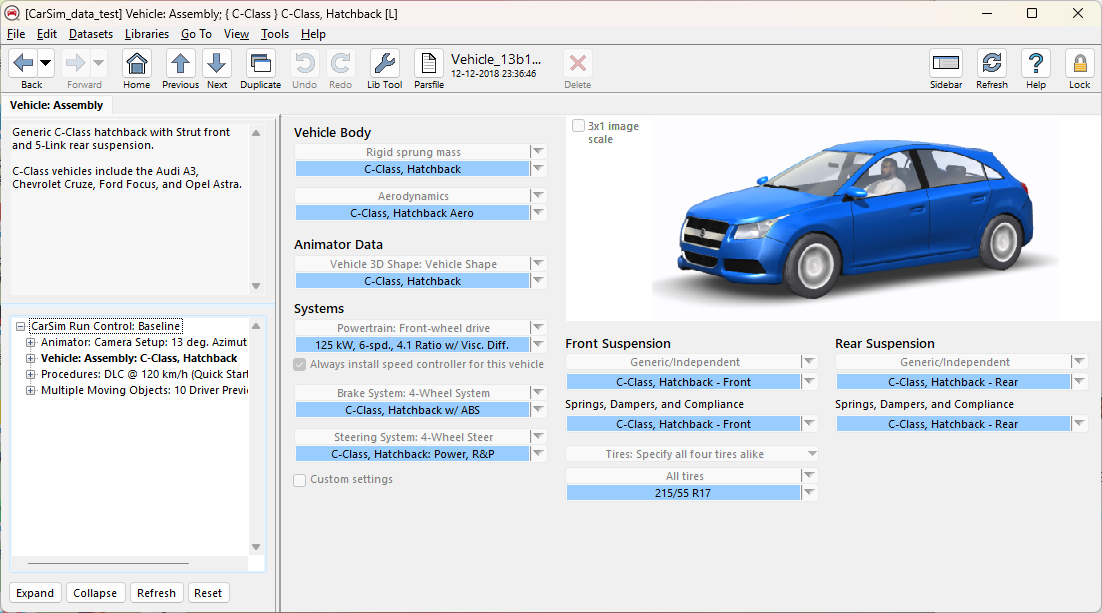 [CarSim_data_test] Vehicle: Assembly; { C-Class } C-Class, Hatchback [L]
File Edit Datasets Libraries Go To View Tools Help
Back Forward Home Previous Next Duplicate Undo Redo Lib Tool Parsfile
Vehicle_13b1...
12-12-2018 23:36:46
Delete Sidebar Refresh Help Lock
Vehicle: Assembly
Generic C-Class hatchback with Strut front
and 5-Link rear suspension.
C-Class vehicles include the Audi A3,
Chevrolet Cruze, Ford Focus, and Opel Astra.
CarSim Run Control: Baseline
Animator: Camera Setup: 13 deg. Azimut
Vehicle: Assembly: C-Class, Hatchback
Procedures: DLC @ 120 km/h (Quick Start
Multiple Moving Objects: 10 Driver Previ
Expand Collapse Refresh Reset
Vehicle Body
Rigid sprung mass
C-Class, Hatchback
Aerodynamics
C-Class, Hatchback Aero
Animator Data
Vehicle 3D Shape: Vehicle Shape
C-Class, Hatchback
Systems
Powertrain: Front-wheel drive
125 kW, 6-spd., 4.1 Ratio w/ Visc. Diff.
Always install speed controller for this vehicle
Brake System: 4-Wheel System
C-Class, Hatchback w/ ABS
Steering System: 4-Wheel Steer
C-Class, Hatchback: Power, R&P
Custom settings
3x1 image
scale
Front Suspension
Generic/Independent
C-Class, Hatchback - Front
Springs, Dampers, and Compliance
C-Class, Hatchback - Front
Tires: Specify all four tires alike
All tires
215/55 R17
Rear Suspension
Generic/Independent
C-Class, Hatchback - Rear
Springs, Dampers, and Compliance
C-Class, Hatchback - Rear